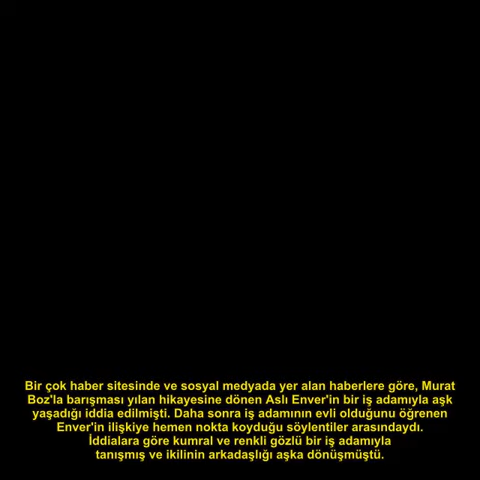 Bir çok haber sitesinde ve sosyal medyada yer alan haberlere göre, Murat
Boz'la barışması yılan hikayesine dönen Aslı Enver'in bir iş adamıyla aşk
yaşadığı iddia edilmişti. Daha sonra iş adamının evli olduğunu öğrenen
Enver'in ilişkiye hemen nokta koyduğu söylentiler arasındaydı.
İddialara göre kumral ve renkli gözlü bir iş adamıyla
tanışmış ve ikilinin arkadaşlığı aşka dönüşmüştü.